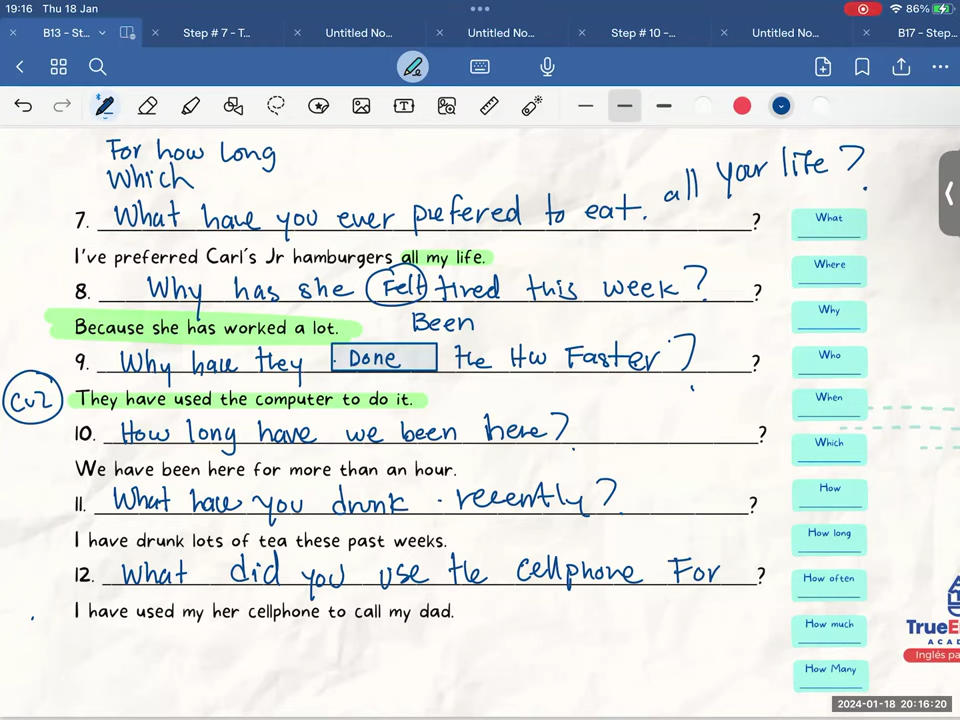 19:16 Thu 18 Jan
86%
B13 - St...
Step # 7 - T...
Untitled No...
Untitled No...
Step # 10 -...
Untitled No...
B17 - Step...
For how long
Which
all your life?
7. What have you ever prefered to eat. ?
I've preferred Carl's Jr hamburgers all my life.
8. Why has she Felt tired this week? ?
Because she has worked a lot.
Been
9. Why have they Done the HW Faster? ?
They have used the computer to do it.
10. How long have we been here? ?
We have been here for more than an hour.
11. What have you drunk recently? ?
I have drunk lots of tea these past weeks.
12. What did you use the cellphone For ?
I have used my her cellphone to call my dad.
What
Where
Why
Who
When
Which
How
How long
How often
How much
How Many
TrueE
ACAD
Inglés pa
2024-01-18 20:16:20